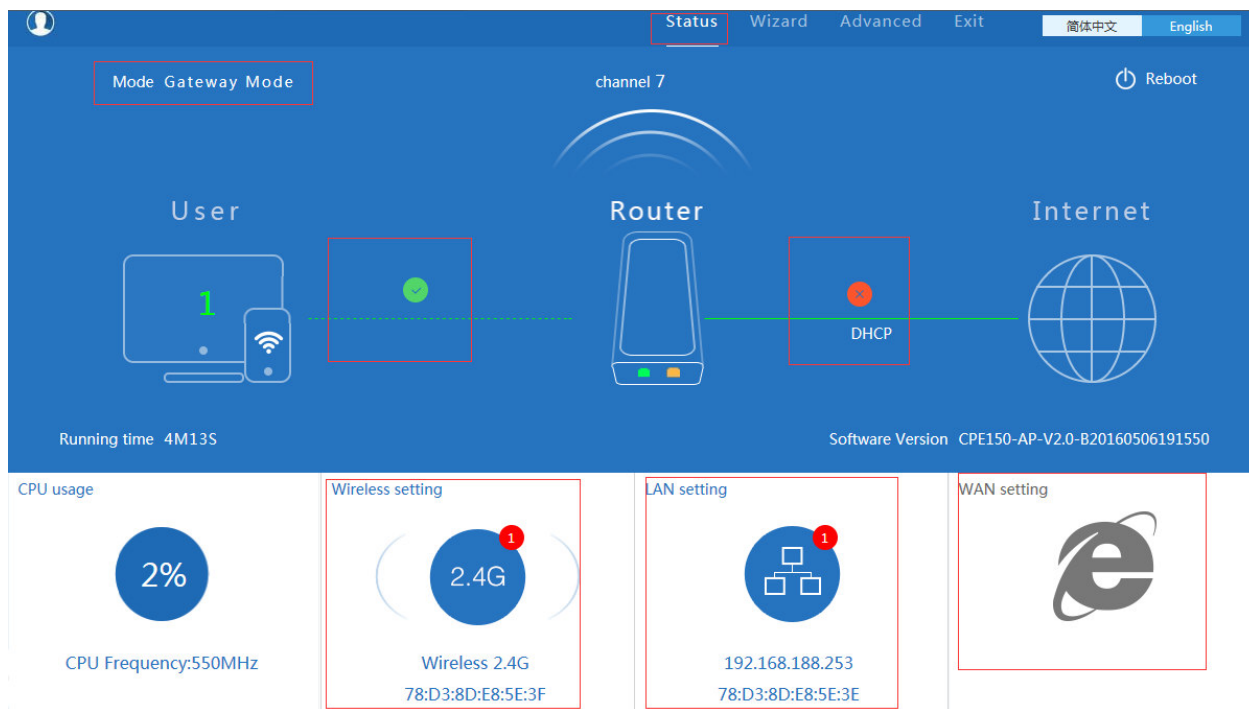 Status Wizard Advanced Exit 简体中文 English
Mode Gateway Mode
channel 7
Reboot
User
Router
Internet
1
DHCP
Running time 4M13S
Software Version CPE150-AP-V2.0-B20160506191550
CPU usage
2%
CPU Frequency:550MHz
Wireless setting
1
2.4G
Wireless 2.4G
78:D3:8D:E8:5E:3F
LAN setting
1
192.168.188.253
78:D3:8D:E8:5E:3E
WAN setting